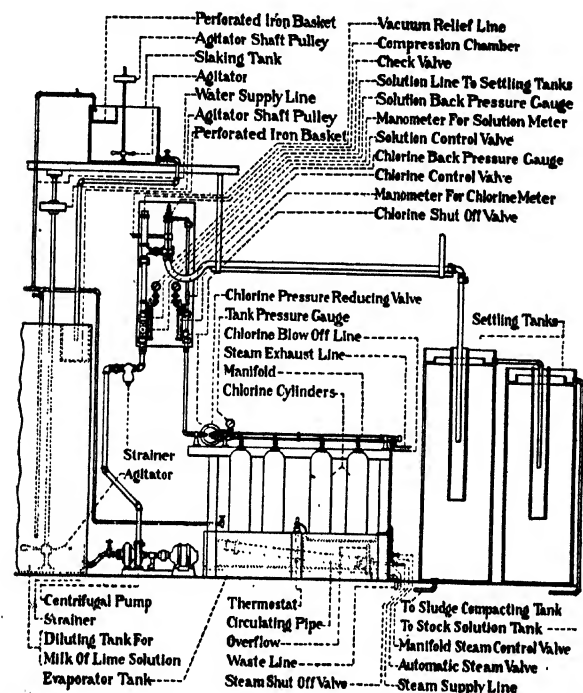 Perforated Iron Basket
Agitator Shaft Pulley
Slaking Tank
Agitator
Water Supply Line
Agitator Shaft Pulley
Perforated Iron Basket
Vacuum Relief Line
Compression Chamber
Check Valve
Solution Line To Settling Tanks
Solution Back Pressure Gauge
Manometer For Solution Meter
Solution Control Valve
Chlorine Back Pressure Gauge
Chlorine Control Valve
Manometer For Chlorine Meter
Chlorine Shut Off Valve
Chlorine Pressure Reducing Valve
Tank Pressure Gauge
Chlorine Blow Off Line
Steam Exhaust Line
Manifold
Chlorine Cylinders
Settling Tanks
Strainer
Agitator
Centrifugal Pump
Strainer
Diluting Tank For
Milk Of Lime Solution
Evaporator Tank
Thermostat
Circulating Pipe
Overflow
Waste Line
Steam Shut Off Valve
To Sludge Compacting Tank
To Stock Solution Tank
Manifold Steam Control Valve
Automatic Steam Valve
Steam Supply Line